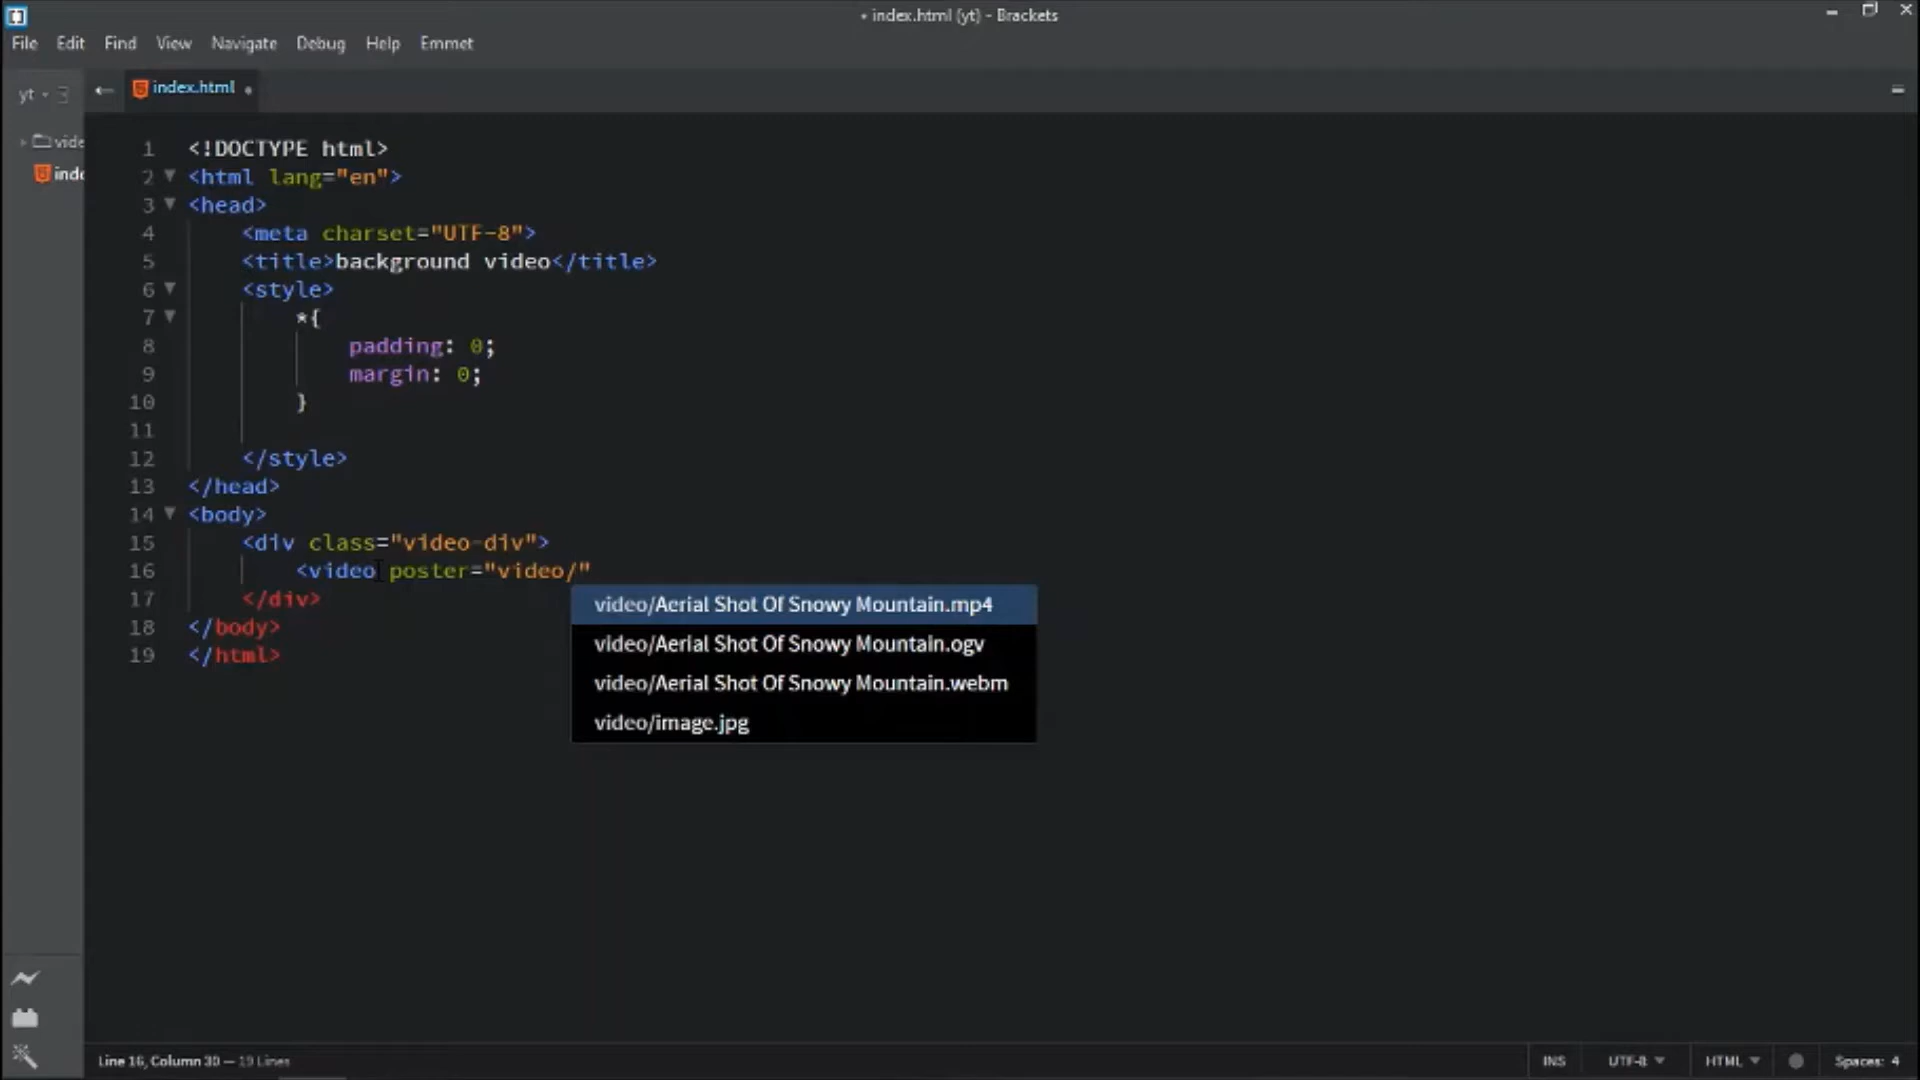 • index.html (yt) - Brackets
File Edit Find View Navigate Debug Help Emmet
yt
index.html •
vide
inde
1 <!DOCTYPE html>
2 <html lang="en">
3 <head>
4 <meta charset="UTF-8">
5 <title>background video</title>
6 <style>
7 *{
8 padding: 0;
9 margin: 0;
10 }
11
12 </style>
13 </head>
14 <body>
15 <div class="video-div">
16 <video poster="video/"
17 </div>
18 </body>
19 </html>
video/Aerial Shot Of Snowy Mountain.mp4
video/Aerial Shot Of Snowy Mountain.ogv
video/Aerial Shot Of Snowy Mountain.webm
video/image.jpg
Line 16, Column 30 — 19 Lines
INS UTF-8 HTML Spaces: 4